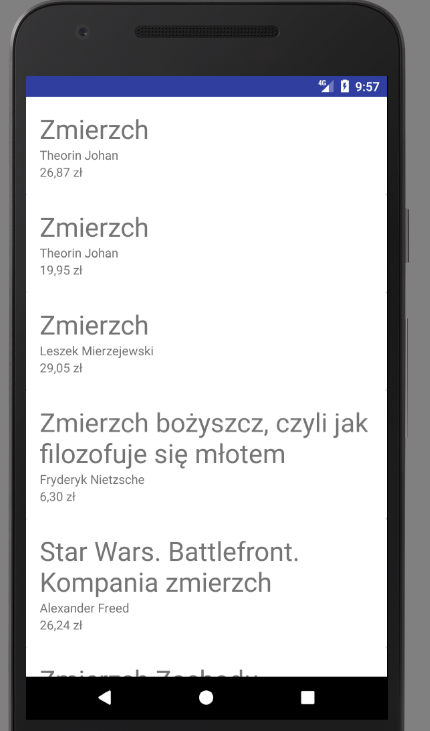 4G 9:57
Zmierzch
Theorin Johan
26,87 zł
Zmierzch
Theorin Johan
19,95 zł
Zmierzch
Leszek Mierzejewski
29,05 zł
Zmierzch bożyszcz, czyli jak
filozofuje się młotem
Fryderyk Nietzsche
6,30 zł
Star Wars. Battlefront.
Kompania zmierzch
Alexander Freed
26,24 zł
Zmierzch Zachodu